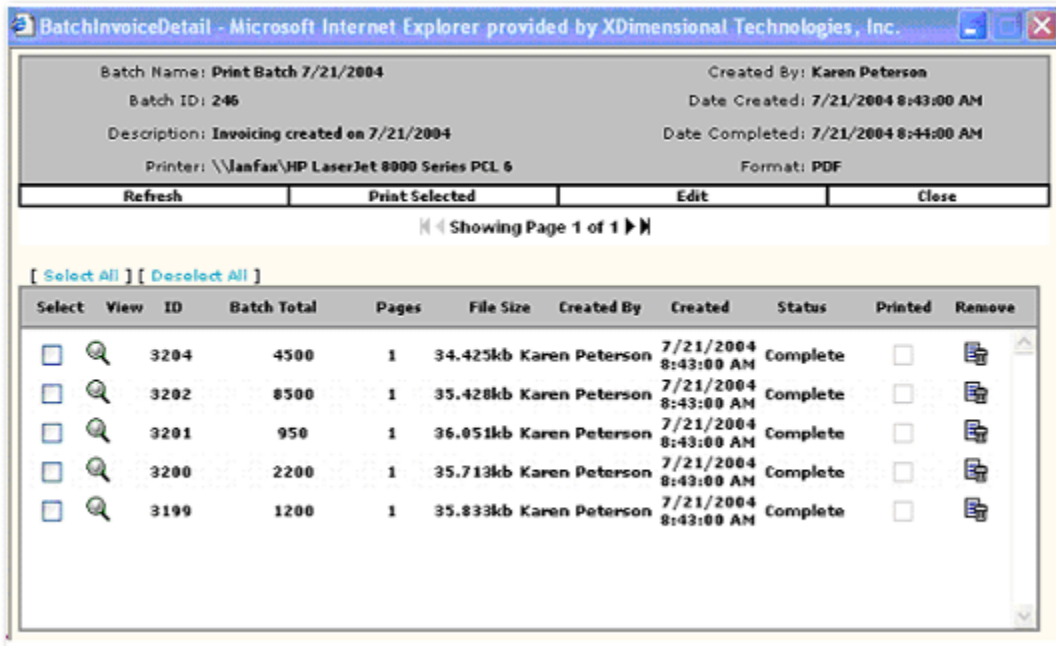 BatchInvoiceDetail - Microsoft Internet Explorer provided by XDimensional Technologies, Inc.
Batch Name: Print Batch 7/21/2004 Created By: Karen Peterson
Batch ID: 246 Date Created: 7/21/2004 8:43:00 AM
Description: Invoicing created on 7/21/2004 Date Completed: 7/21/2004 8:44:00 AM
Printer: \\lanfax\HP LaserJet 8000 Series PCL 6 Format: PDF
Refresh Print Selected Edit Close
Showing Page 1 of 1
[ Select All ] [ Deselect All ]
Select View ID Batch Total Pages File Size Created By Created Status Printed Remove
3204 4500 1 34.425kb Karen Peterson 7/21/2004 8:43:00 AM Complete
3202 8500 1 35.428kb Karen Peterson 7/21/2004 8:43:00 AM Complete
3201 950 1 36.051kb Karen Peterson 7/21/2004 8:43:00 AM Complete
3200 2200 1 35.713kb Karen Peterson 7/21/2004 8:43:00 AM Complete
3199 1200 1 35.833kb Karen Peterson 7/21/2004 8:43:00 AM Complete